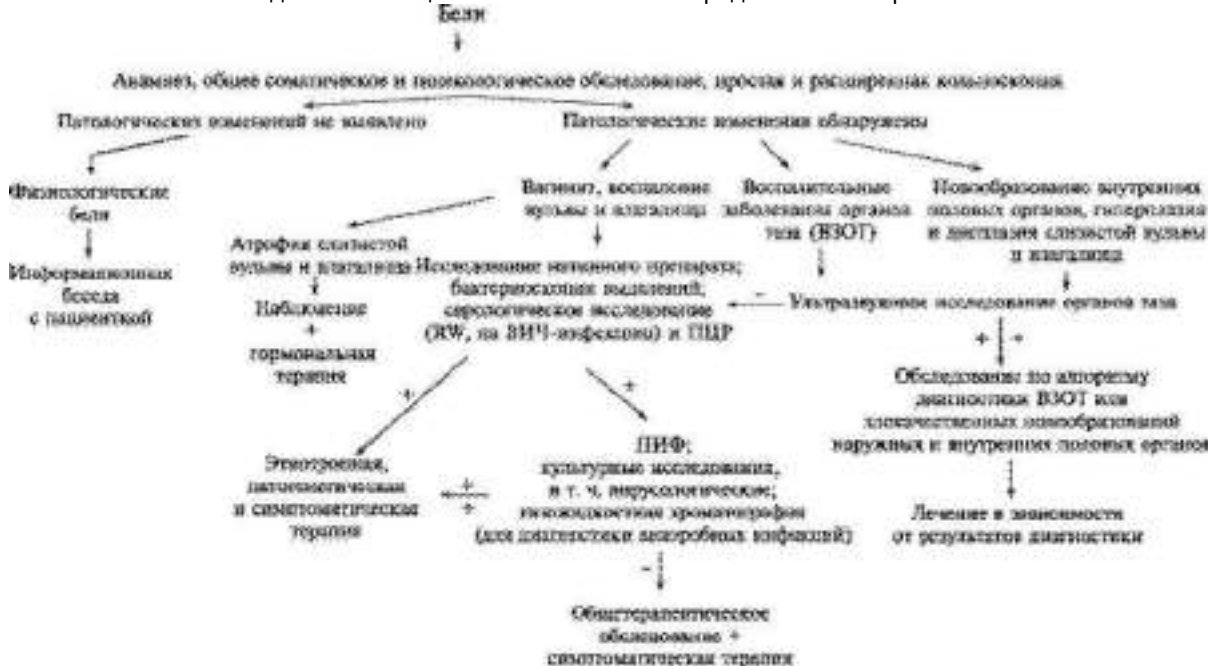 Бели
Анамнез, общее соматическое и гинекологическое обследование, простая и расширенная кольпоскопия
Патологических изменений не выявлено
Патологические изменения обнаружены
Физиологические
бели
Информационная
беседа
с пациенткой
Вагинит, воспаление
вульвы и влагалища
Воспалительные
заболевания органов
таза (ВЗОТ)
Новообразования внутренних
половых органов, гиперплазия
и дисплазия слизистой вульвы
и влагалища
Атрофия слизистой
вульвы и влагалища
Наблюдение
+
гормональная
терапия
Исследование нативного препарата;
бактериоскопия выделений;
серологическое исследование
(RW, на ВИЧ-инфекцию) и ПЦР
–
Ультразвуковое исследование органов таза
+ +
Обследование по алгоритму
диагностики ВЗОТ или
злокачественных новообразований
наружных и внутренних половых органов
Лечение в зависимости
от результатов диагностики
+
+
Этиотропная,
патогенетическая
и симптоматическая
терапия
+
+
ПИФ;
культурные исследования,
в т. ч. вирусологические;
газожидкостная хроматография
(для диагностики анаэробных инфекций)
–
Общетерапевтическое
обследование +
симптоматическая терапия